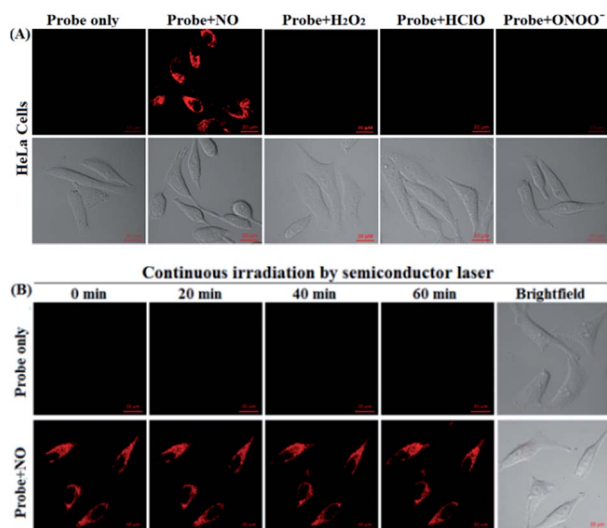 (A)
Probe only Probe+NO Probe+H₂O₂ Probe+HClO Probe+ONOO⁻
HeLa Cells
Continuous irradiation by semiconductor laser
(B)
0 min 20 min 40 min 60 min Brightfield
Probe only
Probe+NO